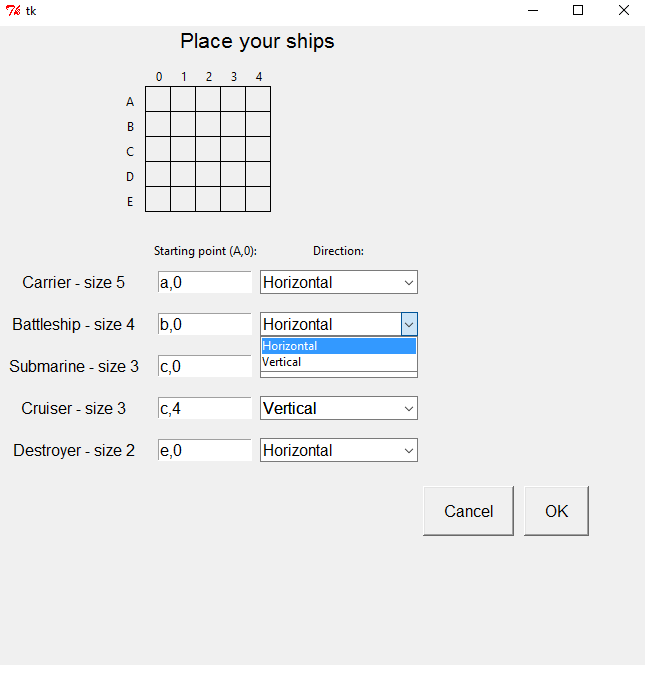 tk
Place your ships
0 1 2 3 4
A
B
C
D
E
Starting point (A,0): Direction:
Carrier - size 5 a,0 Horizontal
Battleship - size 4 b,0 Horizontal
Horizontal
Vertical
Submarine - size 3 c,0
Cruiser - size 3 c,4 Vertical
Destroyer - size 2 e,0 Horizontal
Cancel OK